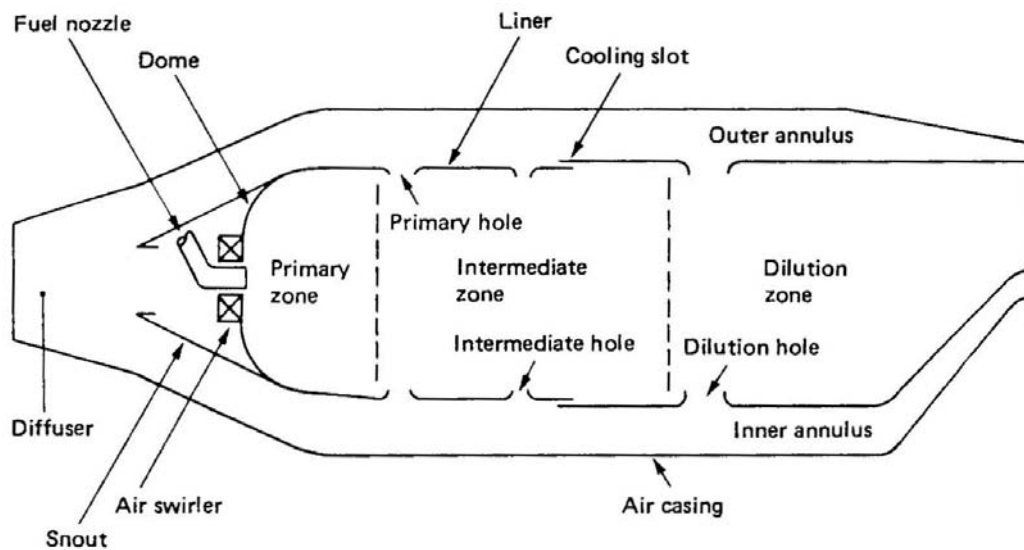 Fuel nozzle
Liner
Dome
Cooling slot
Outer annulus
Primary hole
Primary
zone
Intermediate
zone
Dilution
zone
Intermediate hole
Dilution hole
Diffuser
Inner annulus
Air swirler
Air casing
Snout